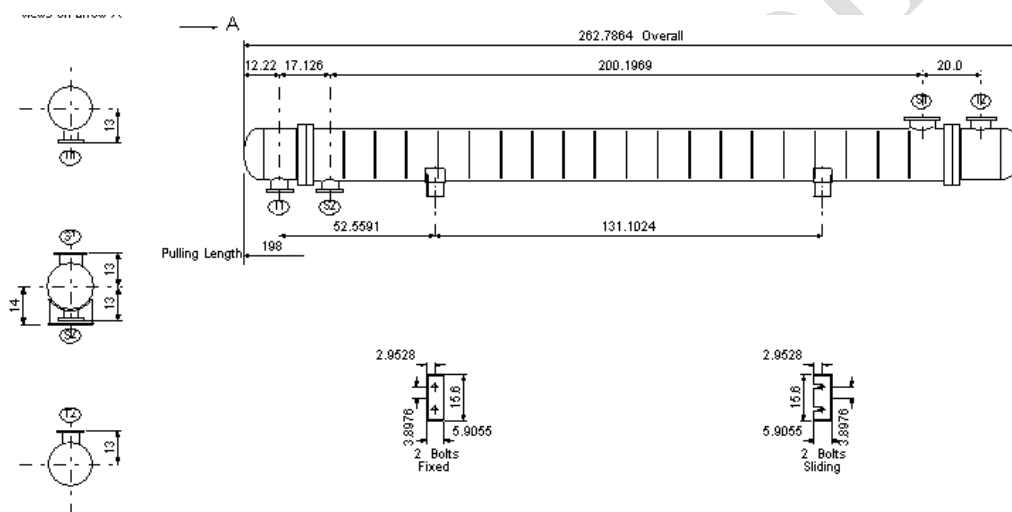 A
262.7864 Overall
12.22 17.126 200.1969 20.0
S1 T2
13
T1
T1 S2
52.5591 131.1024
Pulling Length 198
S1
13
14
13
S2
2.9528
15.6
3.8976
5.9055
2 Bolts
Fixed
2.9528
15.6
3.8976
5.9055
2 Bolts
Sliding
T2
13